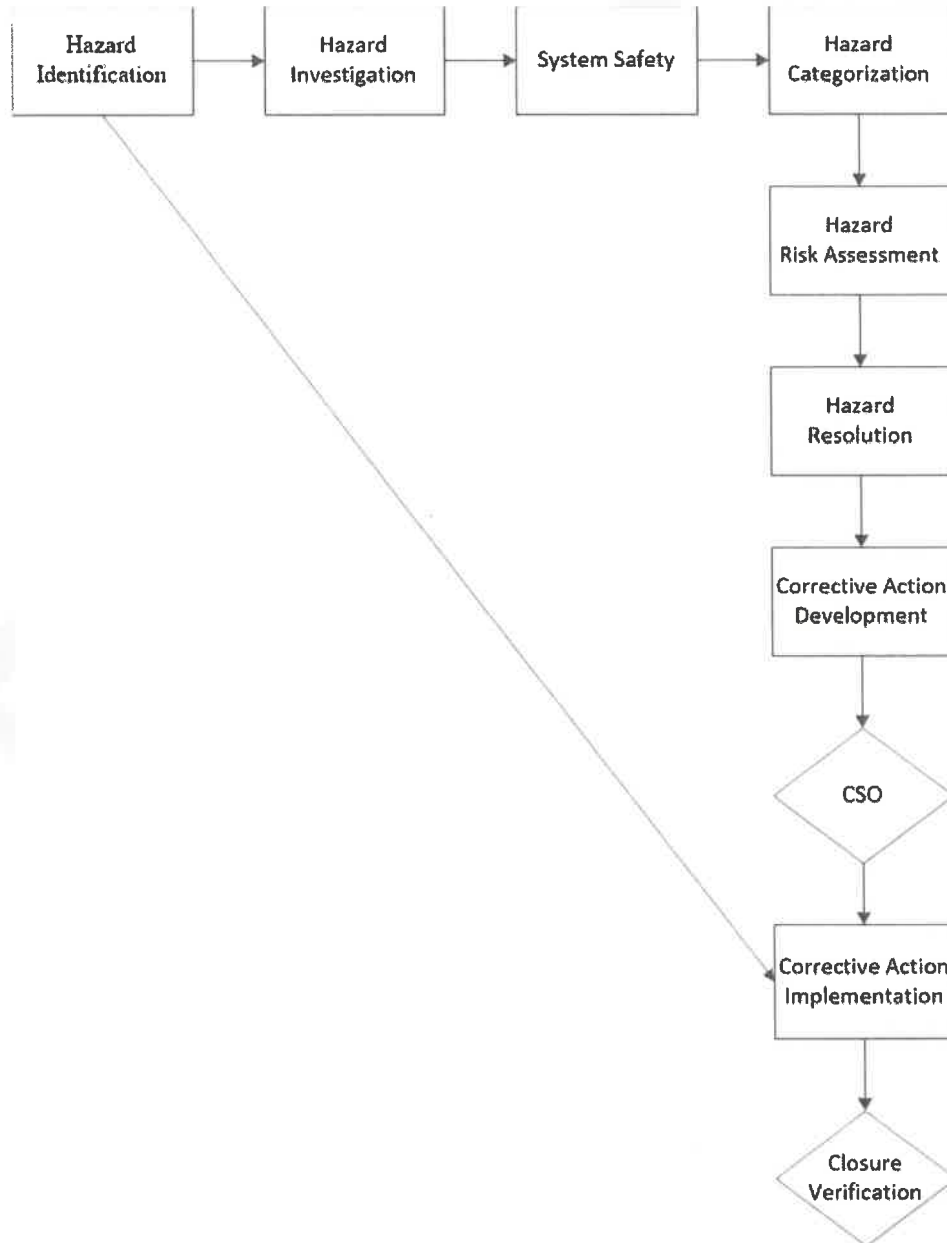 Hazard
Identification
Hazard
Investigation
System Safety
Hazard
Categorization
Hazard
Risk Assessment
Hazard
Resolution
Corrective Action
Development
CSO
Corrective Action
Implementation
Closure
Verification